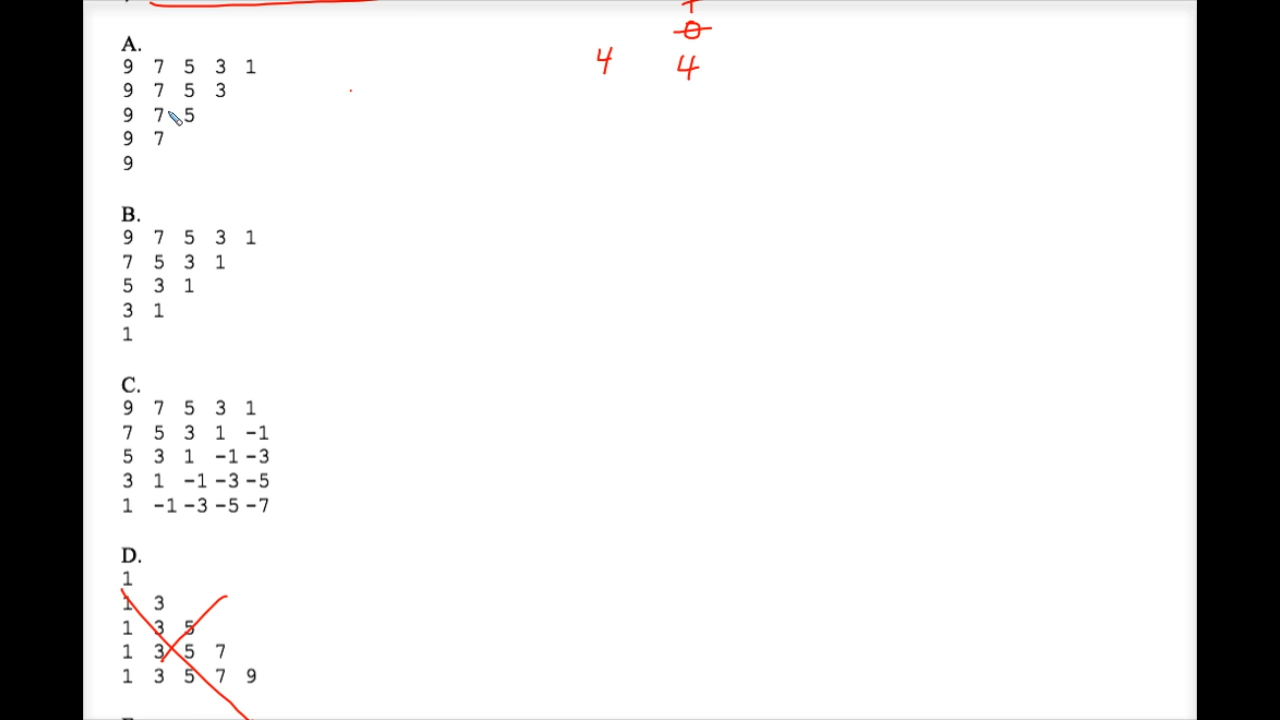 A.
9 7 5 3 1
9 7 5 3
9 7 5
9 7
9
B.
9 7 5 3 1
7 5 3 1
5 3 1
3 1
1
C.
9 7 5 3 1
7 5 3 1 -1
5 3 1 -1 -3
3 1 -1 -3 -5
1 -1 -3 -5 -7
D.
1
1 3
1 3 5
1 3 5 7
1 3 5 7 9
0
4 4